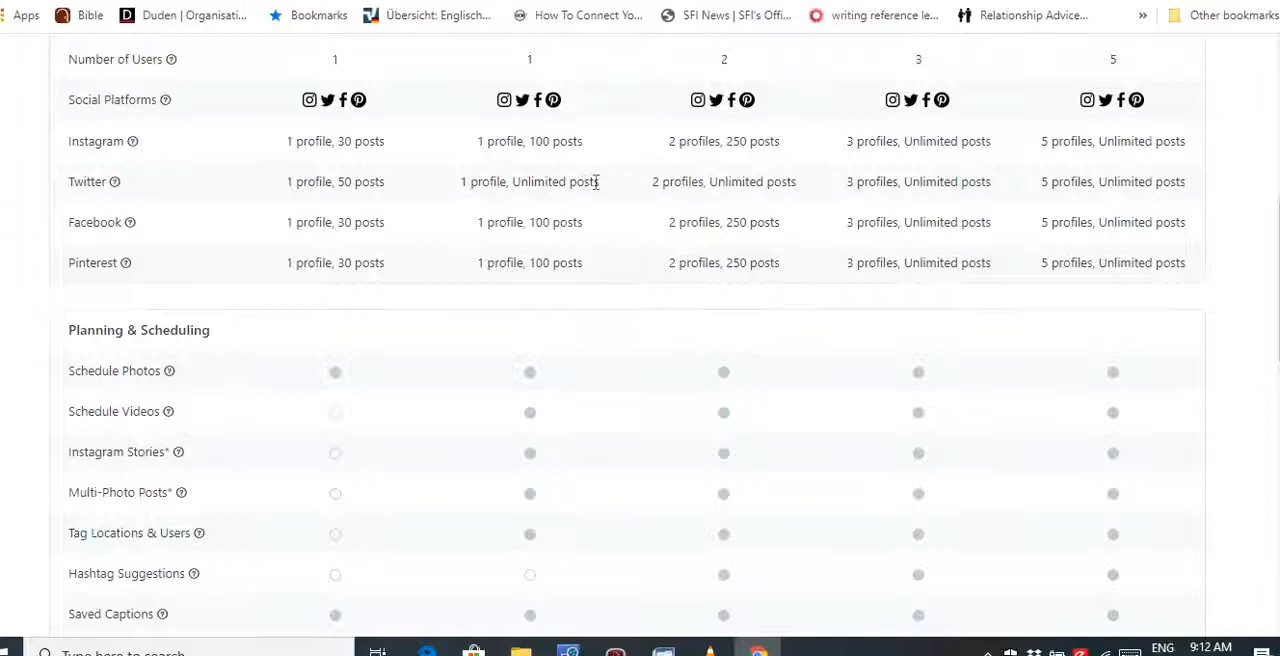 Apps Bible Duden | Organisati... Bookmarks Übersicht: Englisch... How To Connect Yo... SFI News | SFI's Offi... writing reference le... Relationship Advice... » Other bookmarks
Number of Users 1 1 2 3 5
Social Platforms
Instagram 1 profile, 30 posts 1 profile, 100 posts 2 profiles, 250 posts 3 profiles, Unlimited posts 5 profiles, Unlimited posts
Twitter 1 profile, 50 posts 1 profile, Unlimited posts 2 profiles, Unlimited posts 3 profiles, Unlimited posts 5 profiles, Unlimited posts
Facebook 1 profile, 30 posts 1 profile, 100 posts 2 profiles, 250 posts 3 profiles, Unlimited posts 5 profiles, Unlimited posts
Pinterest 1 profile, 30 posts 1 profile, 100 posts 2 profiles, 250 posts 3 profiles, Unlimited posts 5 profiles, Unlimited posts
Planning & Scheduling
Schedule Photos
Schedule Videos
Instagram Stories*
Multi-Photo Posts*
Tag Locations & Users
Hashtag Suggestions
Saved Captions
Type here to search ENG 9:12 AM